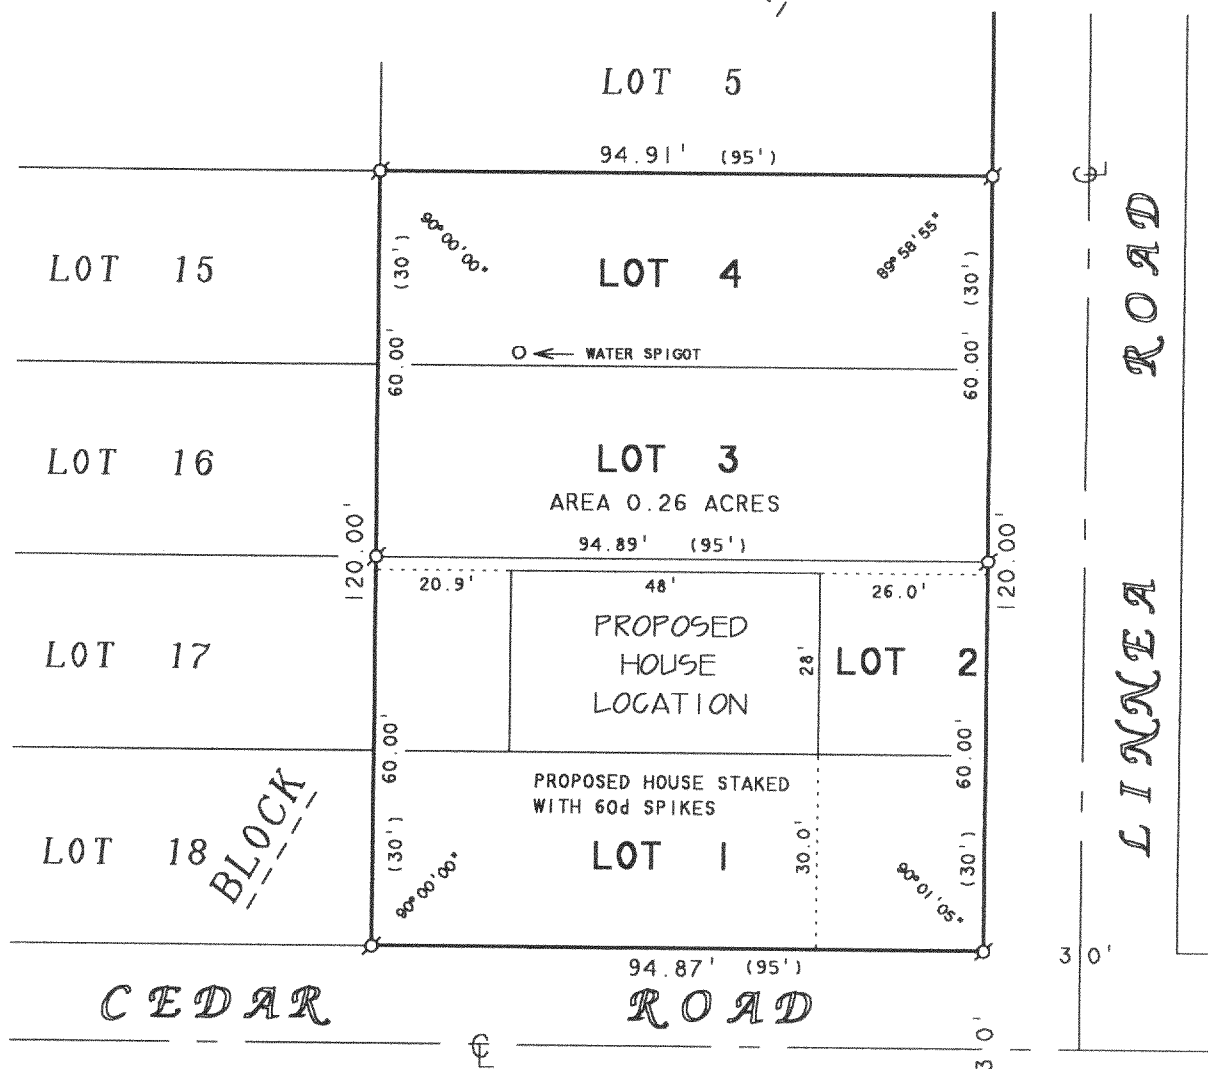 LOT 5
94.91' (95')
90°00'00"
89°58'55"
(30')
(30')
LOT 15
LOT 4
WATER SPIGOT
60.00'
60.00'
LOT 16
LOT 3
AREA 0.26 ACRES
94.89' (95')
120.00'
120.00'
20.9'
48'
26.0'
PROPOSED
HOUSE
LOCATION
28'
LOT 17
LOT 2
60.00'
60.00'
PROPOSED HOUSE STAKED
WITH 60d SPIKES
LOT 18
BLOCK
(30')
LOT 1
30.0'
(30')
90°00'00"
90°01'05"
94.87' (95')
30'
CEDAR ROAD
30'
LINNEA ROAD